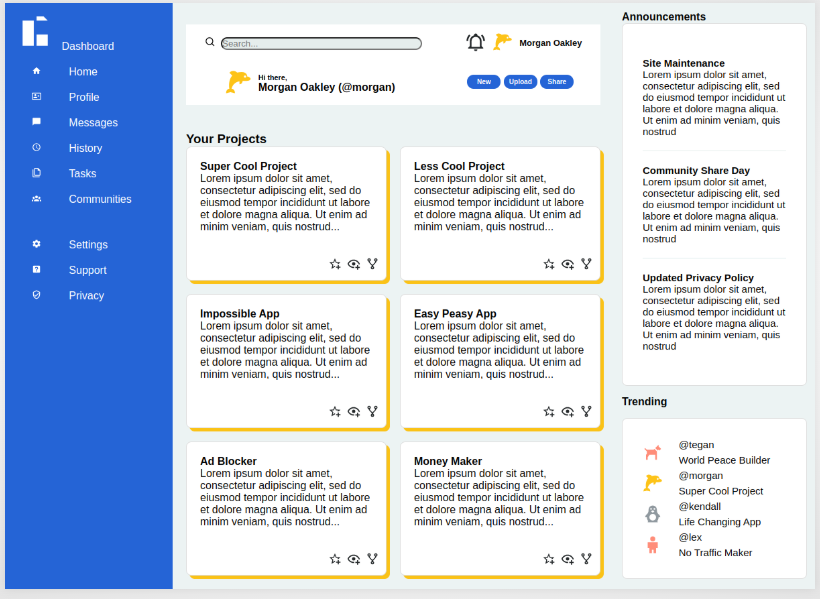 Dashboard
Home
Profile
Messages
History
Tasks
Communities
Settings
Support
Privacy
Search...
Morgan Oakley
Hi there,
Morgan Oakley (@morgan)
New
Upload
Share
Your Projects
Super Cool Project
Lorem ipsum dolor sit amet,
consectetur adipiscing elit, sed do
eiusmod tempor incididunt ut labore
et dolore magna aliqua. Ut enim ad
minim veniam, quis nostrud...
Less Cool Project
Lorem ipsum dolor sit amet,
consectetur adipiscing elit, sed do
eiusmod tempor incididunt ut labore
et dolore magna aliqua. Ut enim ad
minim veniam, quis nostrud...
Impossible App
Lorem ipsum dolor sit amet,
consectetur adipiscing elit, sed do
eiusmod tempor incididunt ut labore
et dolore magna aliqua. Ut enim ad
minim veniam, quis nostrud...
Easy Peasy App
Lorem ipsum dolor sit amet,
consectetur adipiscing elit, sed do
eiusmod tempor incididunt ut labore
et dolore magna aliqua. Ut enim ad
minim veniam, quis nostrud...
Ad Blocker
Lorem ipsum dolor sit amet,
consectetur adipiscing elit, sed do
eiusmod tempor incididunt ut labore
et dolore magna aliqua. Ut enim ad
minim veniam, quis nostrud...
Money Maker
Lorem ipsum dolor sit amet,
consectetur adipiscing elit, sed do
eiusmod tempor incididunt ut labore
et dolore magna aliqua. Ut enim ad
minim veniam, quis nostrud...
Announcements
Site Maintenance
Lorem ipsum dolor sit amet,
consectetur adipiscing elit, sed
do eiusmod tempor incididunt ut
labore et dolore magna aliqua.
Ut enim ad minim veniam, quis
nostrud
Community Share Day
Lorem ipsum dolor sit amet,
consectetur adipiscing elit, sed
do eiusmod tempor incididunt ut
labore et dolore magna aliqua.
Ut enim ad minim veniam, quis
nostrud
Updated Privacy Policy
Lorem ipsum dolor sit amet,
consectetur adipiscing elit, sed
do eiusmod tempor incididunt ut
labore et dolore magna aliqua.
Ut enim ad minim veniam, quis
nostrud
Trending
@tegan
World Peace Builder
@morgan
Super Cool Project
@kendall
Life Changing App
@lex
No Traffic Maker